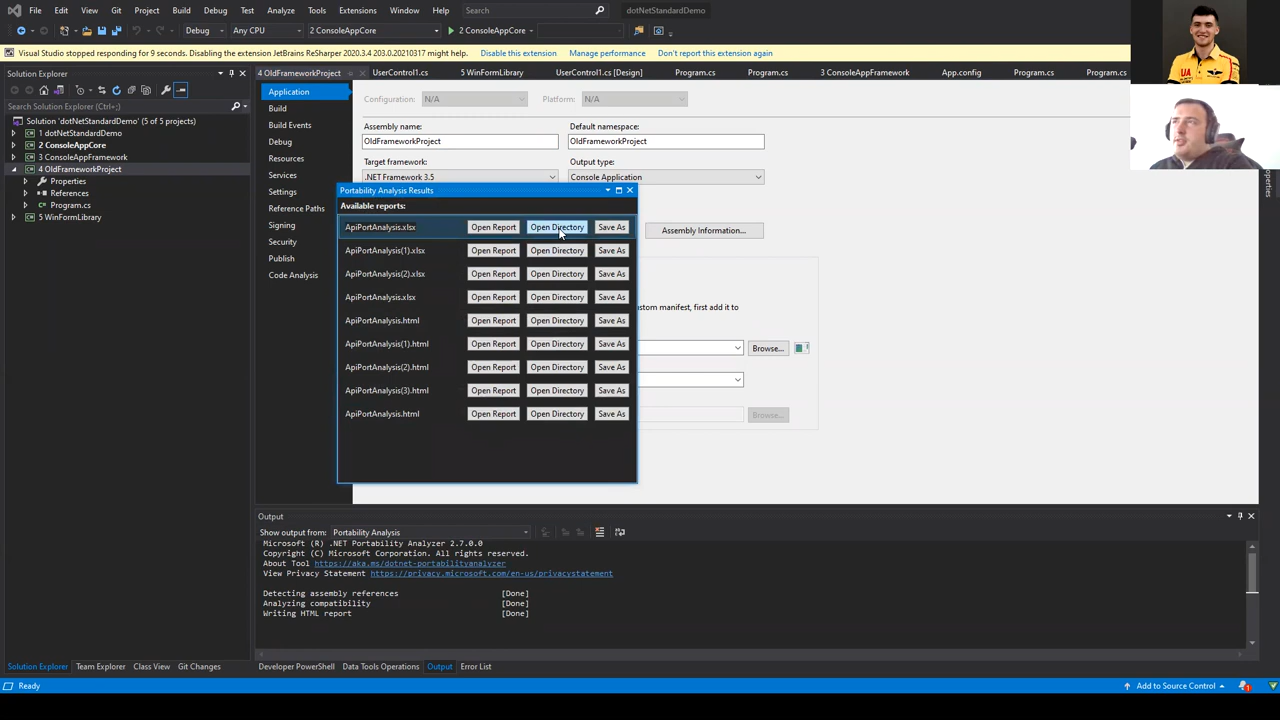 File Edit View Git Project Build Debug Test Analyze Tools Extensions Window Help Search dotNetStandardDemo
Debug Any CPU 2 ConsoleAppCore 2 ConsoleAppCore
Visual Studio stopped responding for 9 seconds. Disabling the extension JetBrains ReSharper 2020.3.4 203.0.20210317 might help. Disable this extension Manage performance Don't report this extension again
Solution Explorer
Search Solution Explorer (Ctrl+;)
Solution 'dotNetStandardDemo' (5 of 5 projects)
1 dotNetStandardDemo
2 ConsoleAppCore
3 ConsoleAppFramework
4 OldFrameworkProject
Properties
References
Program.cs
5 WinFormLibrary
4 OldFrameworkProject UserControl1.cs 5 WinFormLibrary UserControl1.cs [Design] Program.cs Program.cs 3 ConsoleAppFramework App.config Program.cs Program.cs
Application
Build
Build Events
Debug
Resources
Services
Settings
Reference Paths
Signing
Security
Publish
Code Analysis
Configuration: N/A Platform: N/A
Assembly name: Default namespace:
OldFrameworkProject OldFrameworkProject
Target framework: Output type:
.NET Framework 3.5 Console Application
Assembly Information...
custom manifest, first add it to
Browse...
Browse...
Portability Analysis Results
Available reports:
ApiPortAnalysis.xlsx Open Report Open Directory Save As
ApiPortAnalysis(1).xlsx Open Report Open Directory Save As
ApiPortAnalysis(2).xlsx Open Report Open Directory Save As
ApiPortAnalysis.xlsx Open Report Open Directory Save As
ApiPortAnalysis.html Open Report Open Directory Save As
ApiPortAnalysis(1).html Open Report Open Directory Save As
ApiPortAnalysis(2).html Open Report Open Directory Save As
ApiPortAnalysis(3).html Open Report Open Directory Save As
ApiPortAnalysis.html Open Report Open Directory Save As
Output
Show output from: Portability Analysis
Microsoft (R) .NET Portability Analyzer 2.7.0.0
Copyright (C) Microsoft Corporation. All rights reserved.
About Tool https://aka.ms/dotnet-portabilityanalyzer
View Privacy Statement https://privacy.microsoft.com/en-us/privacystatement
Detecting assembly references [Done]
Analyzing compatibility [Done]
Writing HTML report [Done]
Solution Explorer Team Explorer Class View Git Changes Developer PowerShell Data Tools Operations Output Error List
Ready Add to Source Control 1